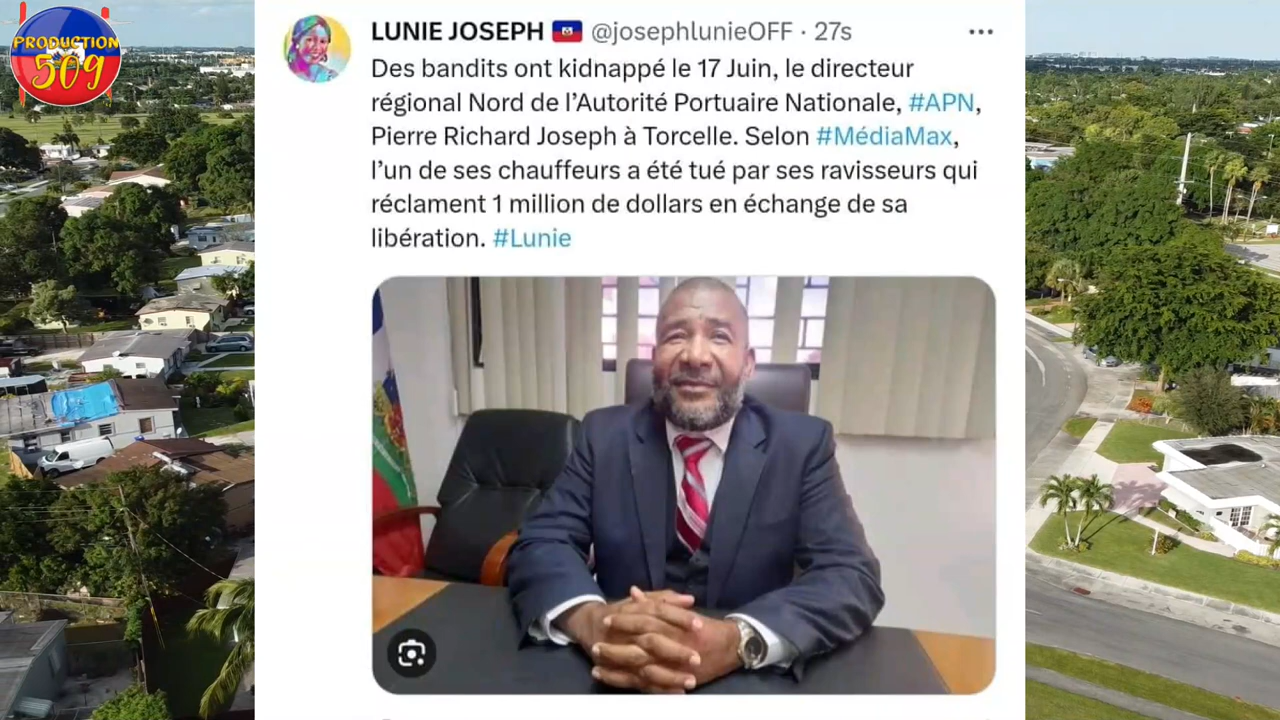 PRODUCTION
509
LUNIE JOSEPH 🇭🇹 @josephlunieOFF · 27s
Des bandits ont kidnappé le 17 Juin, le directeur
régional Nord de l’Autorité Portuaire Nationale, #APN,
Pierre Richard Joseph à Torcelle. Selon #MédiaMax,
l’un de ses chauffeurs a été tué par ses ravisseurs qui
réclament 1 million de dollars en échange de sa
libération. #Lunie